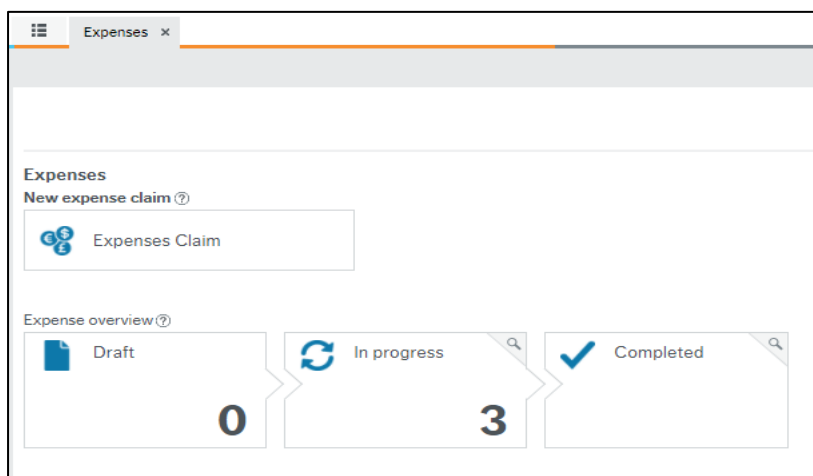 Expenses ×
Expenses
New expense claim ?
€ $ £ Expenses Claim
Expense overview ?
Draft In progress Completed
0 3